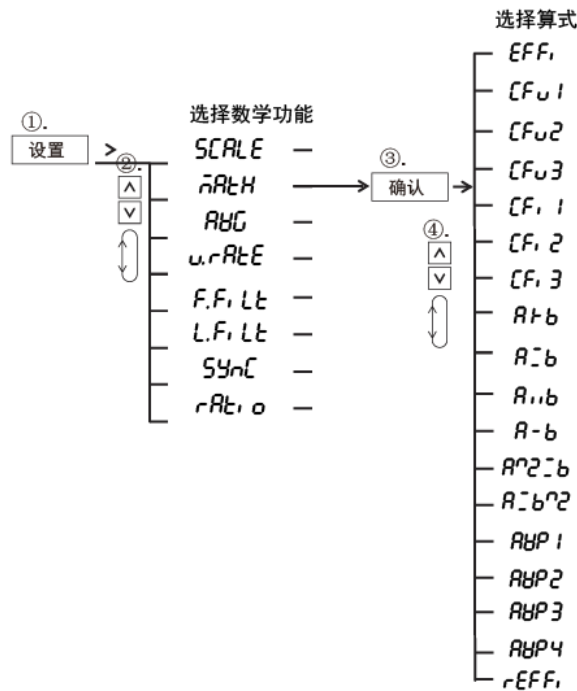 选择算式
①.
设置
>
选择数学功能
②.
SCALE
MAtH
AVG
u.rAtE
F.FiLt
L.FiLt
SYnC
rAtio
③.
确认
④.
EFFi
CFu1
CFu2
CFu3
CFi1
CFi2
CFi3
A-b
A"b
A^2 b
A b^2
AVP1
AVP2
AVP3
AVP4
rEFFi